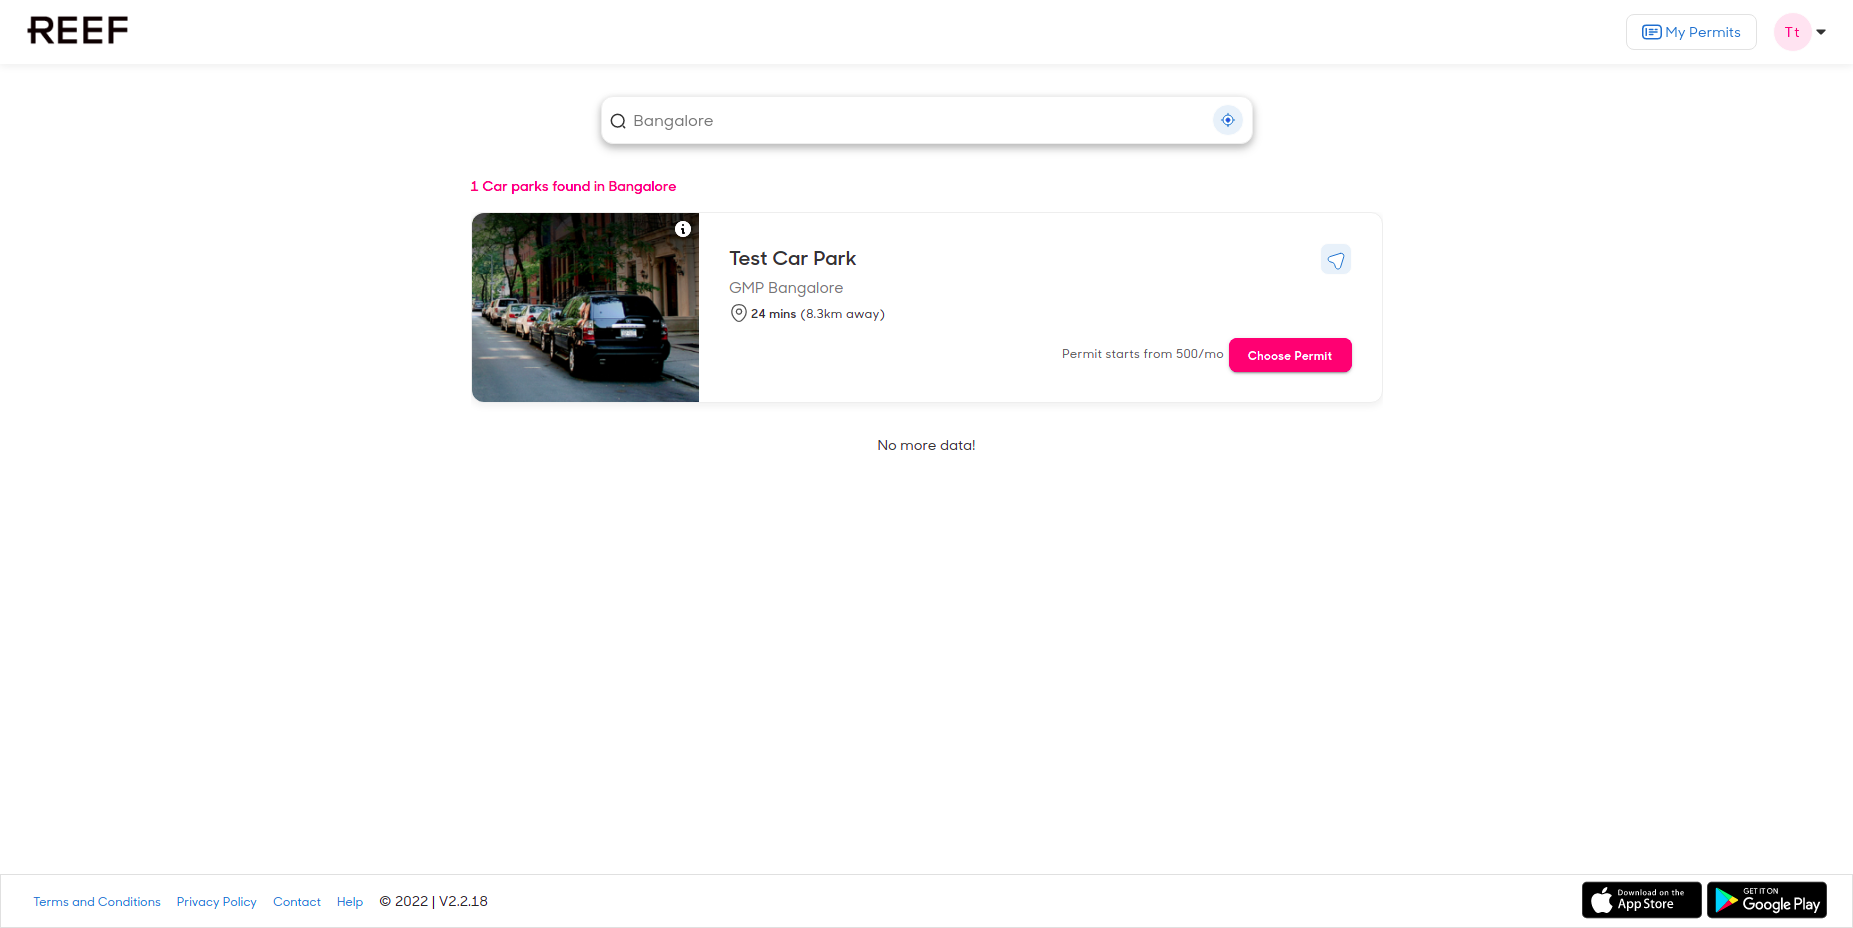 REEF
My Permits
Tt
Bangalore
1 Car parks found in Bangalore
Test Car Park
GMP Bangalore
24 mins (8.3km away)
Permit starts from 500/mo
Choose Permit
No more data!
Terms and Conditions
Privacy Policy
Contact
Help
© 2022 | V2.2.18
Download on the
App Store
GET IT ON
Google Play